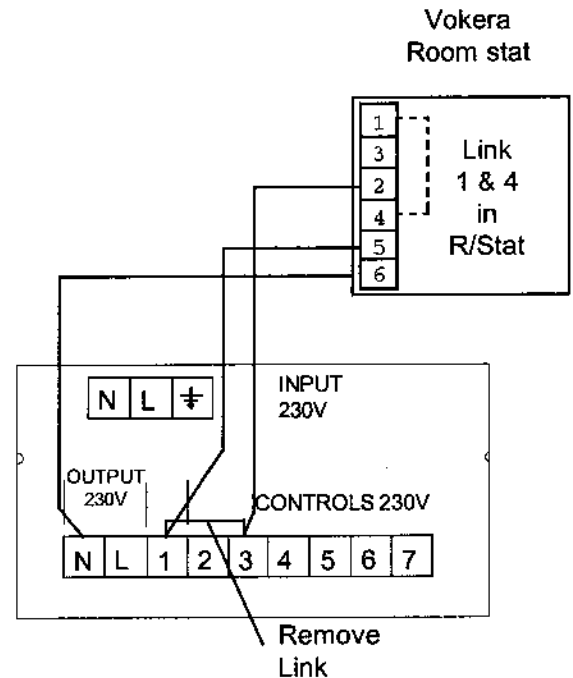 Vokera
Room stat
1
3
2
4
5
6
Link
1 & 4
in
R/Stat
N L
INPUT
230V
OUTPUT
230V
CONTROLS 230V
N L 1 2 3 4 5 6 7
Remove
Link